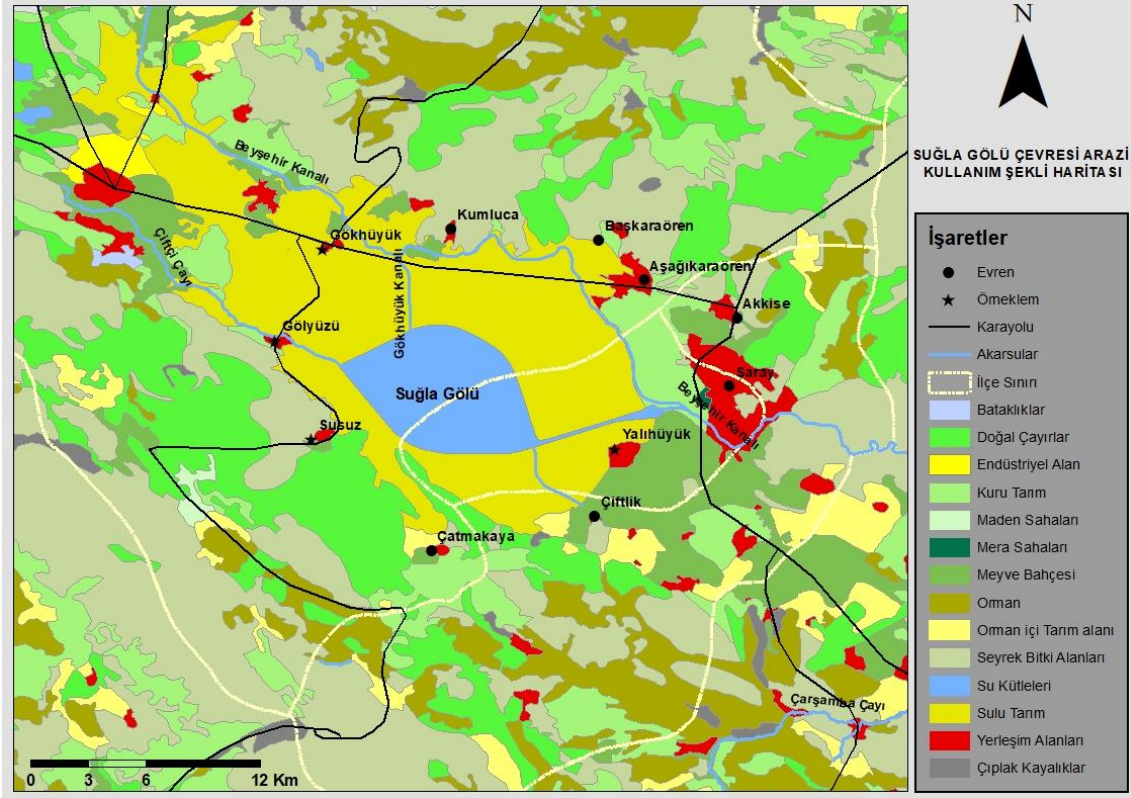 Beyşehir Kanalı
Çiftçi Çayı
Gökhüyük
Kumluca
Başkaraören
Gökhüyük Kanalı
Aşağıkaraören
Akkise
Gölyüzü
Suğla Gölü
Saray
Beyşehir Kanalı
Susuz
Yalıhüyük
Çiftlik
Çatmakaya
Çarşamba Çayı
0 3 6 12 Km
N
SUĞLA GÖLÜ ÇEVRESİ ARAZİ
KULLANIM ŞEKLİ HARİTASI
İşaretler
Evren
Örneklem
Karayolu
Akarsular
İlçe Sınırı
Bataklıklar
Doğal Çayırlar
Endüstriyel Alan
Kuru Tarım
Maden Sahaları
Mera Sahaları
Meyve Bahçesi
Orman
Orman içi Tarım alanı
Seyrek Bitki Alanları
Su Kütleleri
Sulu Tarım
Yerleşim Alanları
Çıplak Kayalıklar